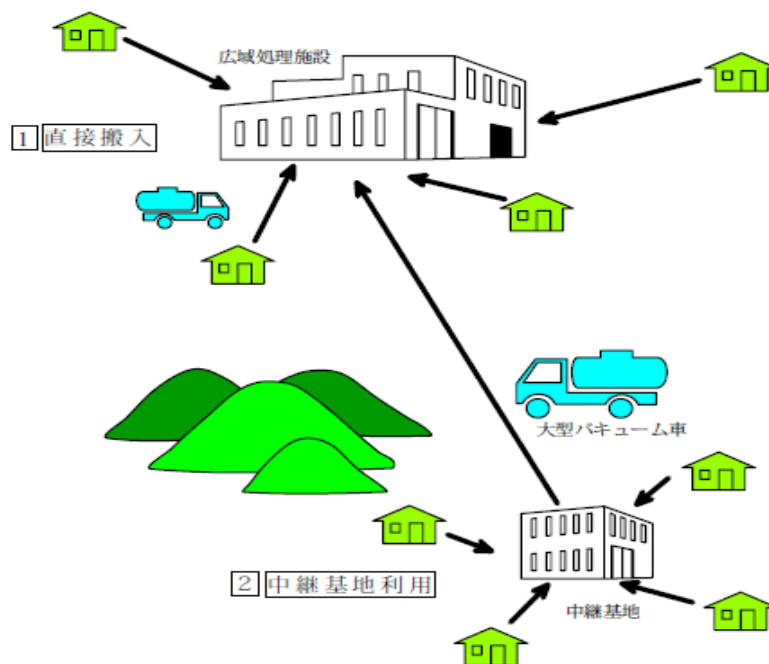 広域処理施設
1 直接搬入
大型バキューム車
2 中継基地利用
中継基地